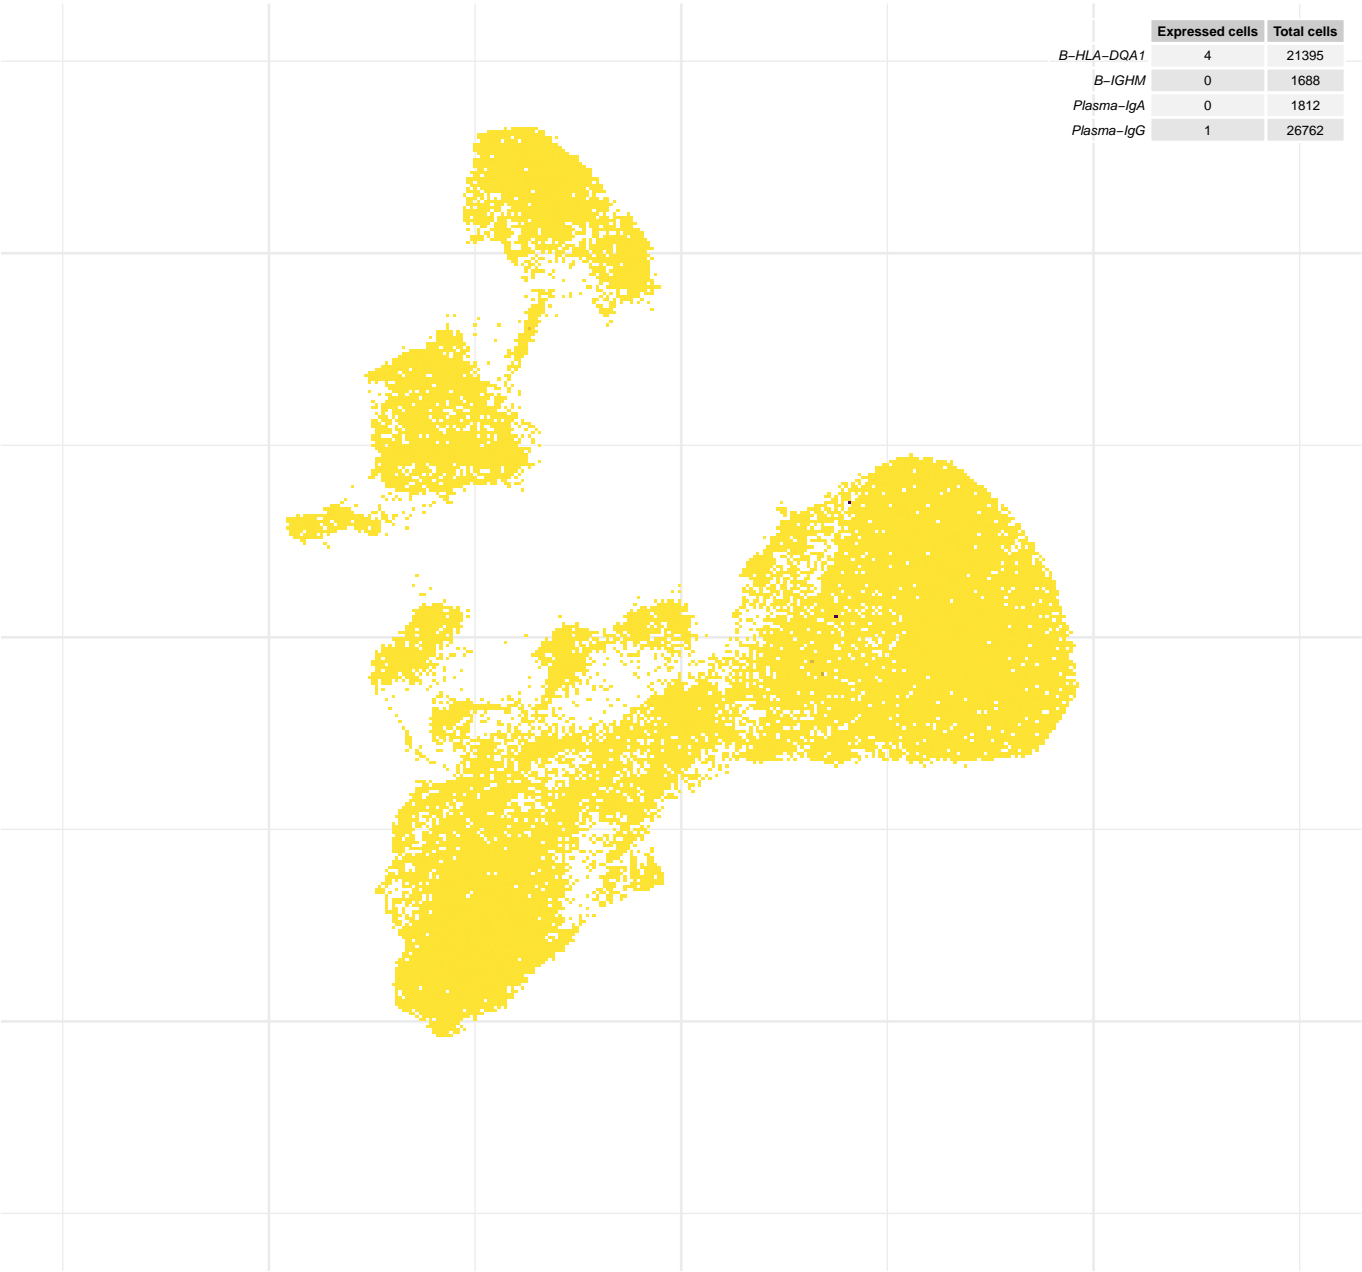 Expressed cells Total cells
B−HLA−DQA1 4 21395
B−IGHM 0 1688
Plasma−IgA 0 1812
Plasma−IgG 1 26762